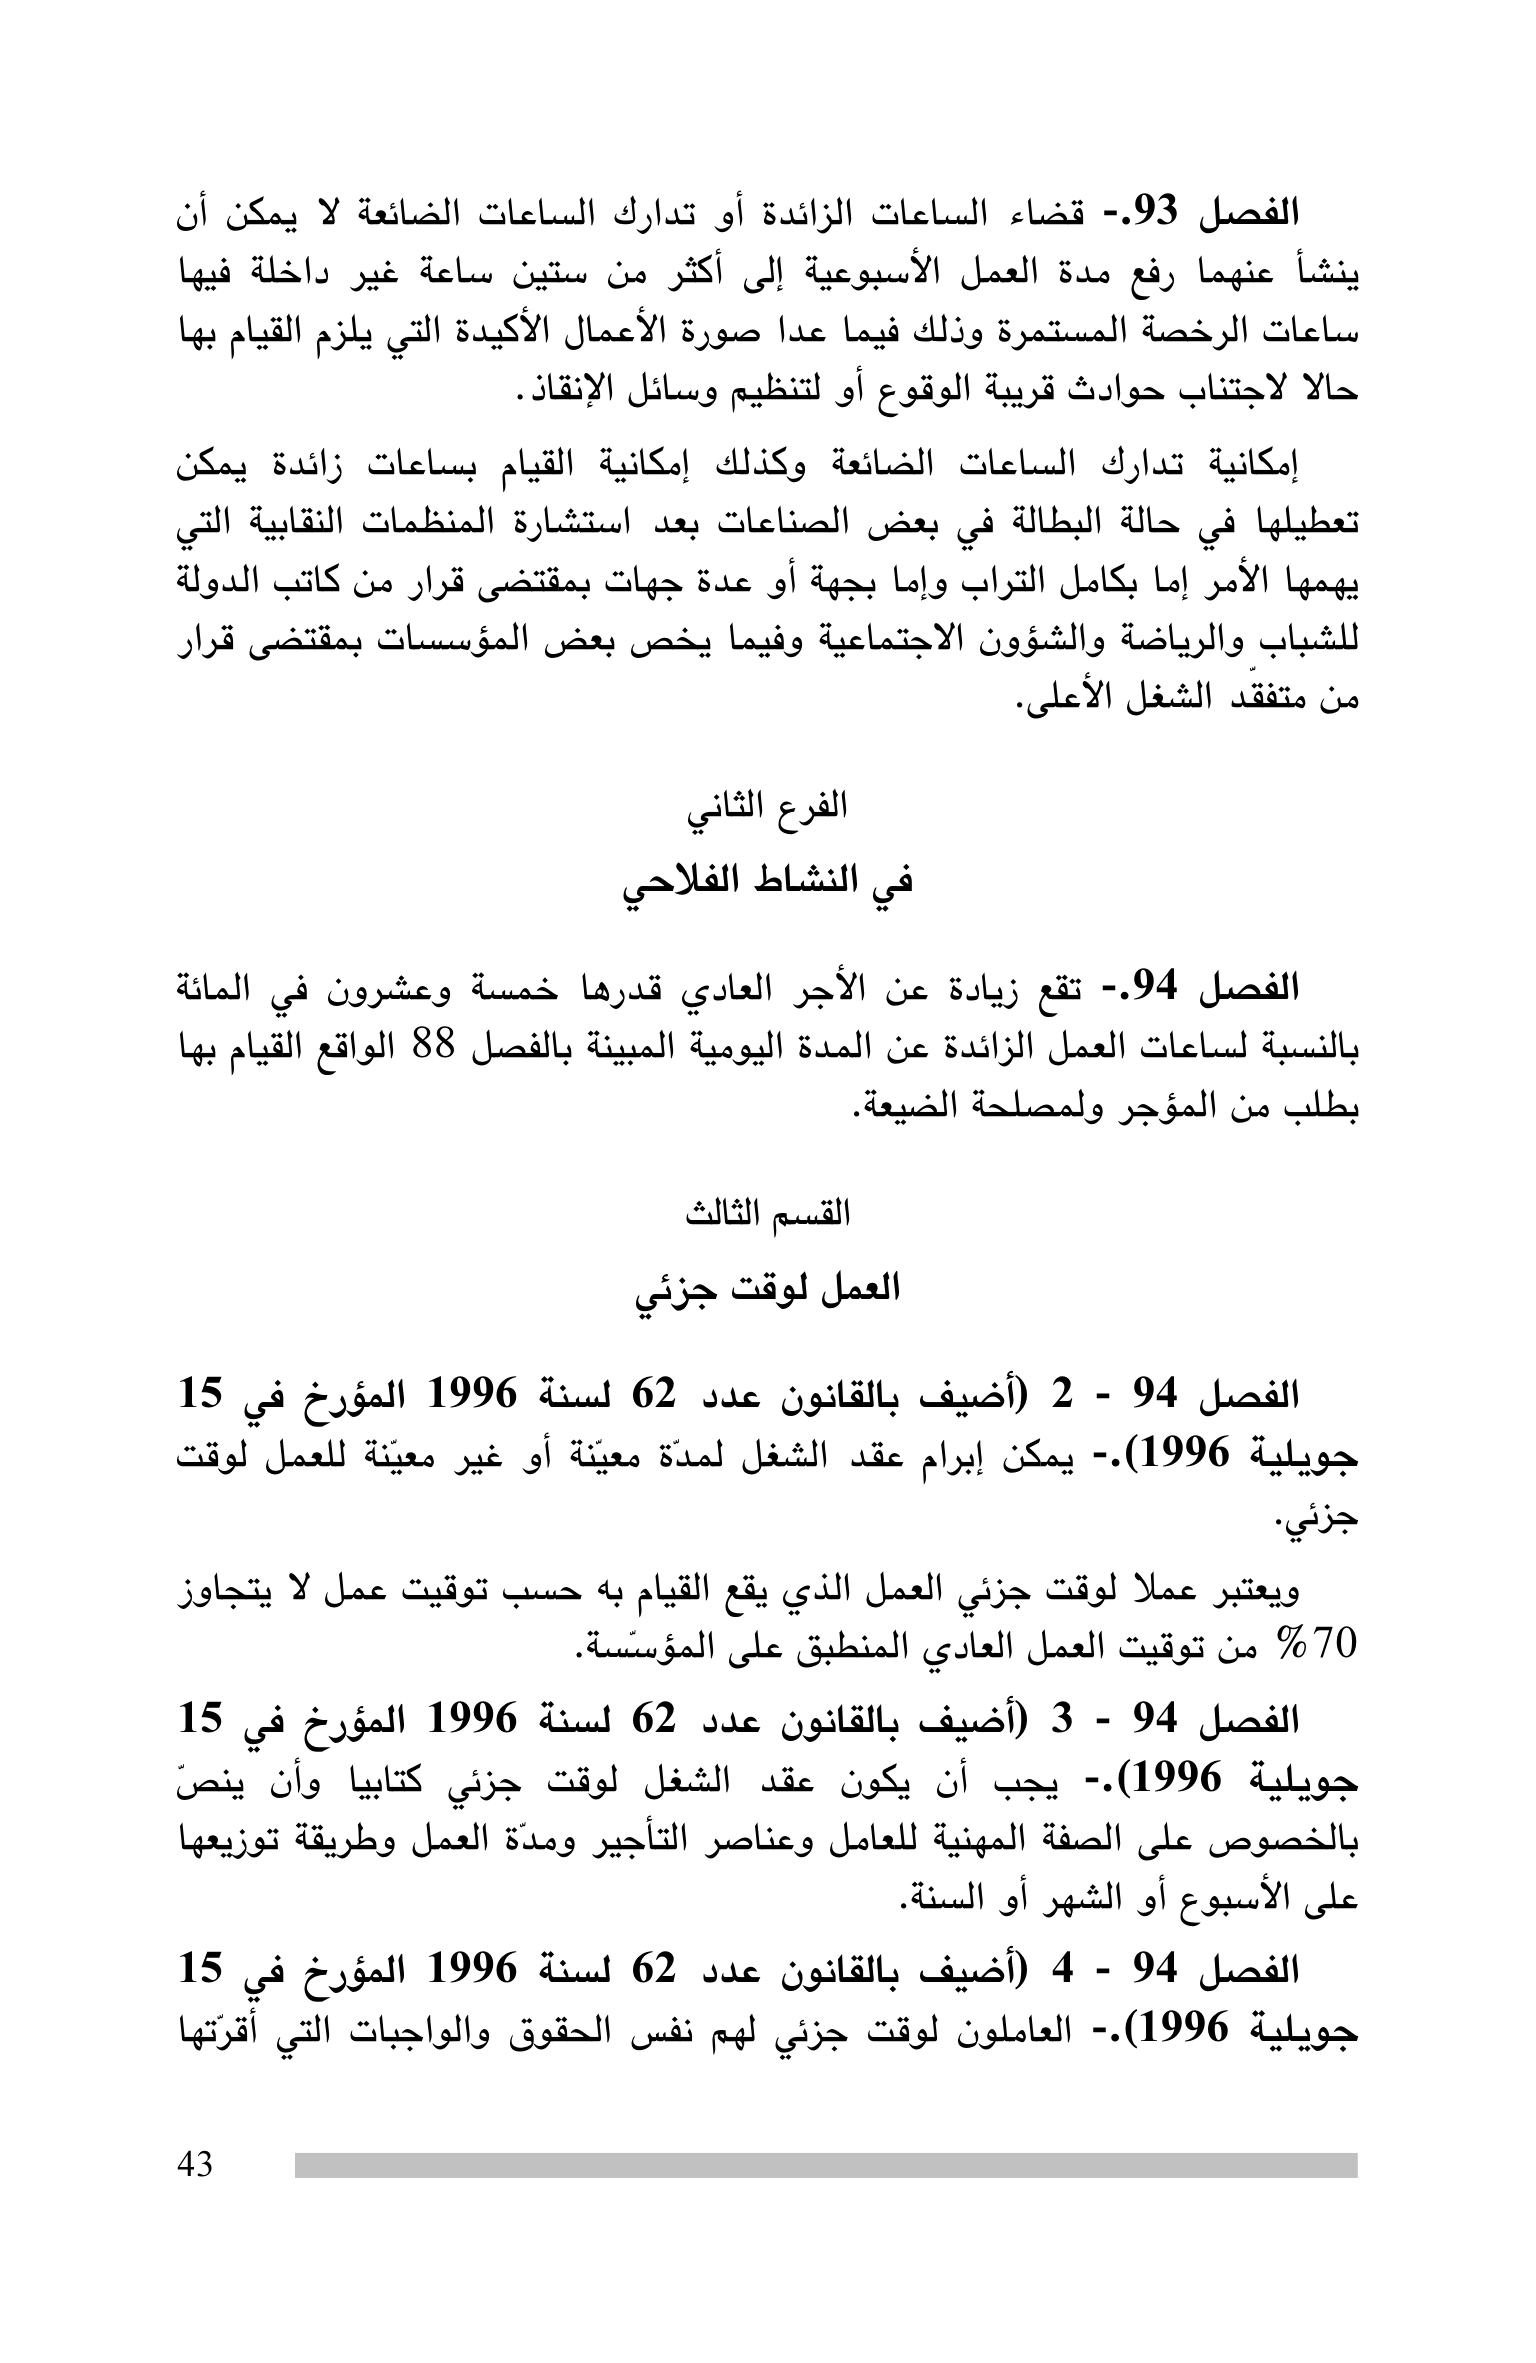 الفصل 93.- قضاء الساعات الزائدة أو تدارك الساعات الضائعة لا يمكن أن
ينشأ عنهما رفع مدة العمل الأسبوعية إلى أكثر من ستين ساعة غير داخلة فيها
ساعات الرخصة المستمرة وذلك فيما عدا صورة الأعمال الأكيدة التي يلزم القيام بها
حالا لاجتناب حوادث قريبة الوقوع أو لتنظيم وسائل الإنقاذ.
إمكانية تدارك الساعات الضائعة وكذلك إمكانية القيام بساعات زائدة يمكن
تعطيلها في حالة البطالة في بعض الصناعات بعد استشارة المنظمات النقابية التي
يهمها الأمر إما بكامل التراب وإما بجهة أو عدة جهات بمقتضى قرار من كاتب الدولة
للشباب والرياضة والشؤون الاجتماعية وفيما يخص بعض المؤسسات بمقتضى قرار
من متفقّد الشغل الأعلى.
الفرع الثاني
في النشاط الفلاحي
الفصل 94.- تقع زيادة عن الأجر العادي قدرها خمسة وعشرون في المائة
بالنسبة لساعات العمل الزائدة عن المدة اليومية المبينة بالفصل 88 الواقع القيام بها
بطلب من المؤجر ولمصلحة الضيعة.
القسم الثالث
العمل لوقت جزئي
الفصل 94 - 2 (أضيف بالقانون عدد 62 لسنة 1996 المؤرخ في 15
جويلية 1996).- يمكن إبرام عقد الشغل لمدّة معيّنة أو غير معيّنة للعمل لوقت
جزئي.
ويعتبر عملا لوقت جزئي العمل الذي يقع القيام به حسب توقيت عمل لا يتجاوز
70% من توقيت العمل العادي المنطبق على المؤسّسة.
الفصل 94 - 3 (أضيف بالقانون عدد 62 لسنة 1996 المؤرخ في 15
جويلية 1996).- يجب أن يكون عقد الشغل لوقت جزئي كتابيا وأن ينصّ
بالخصوص على الصفة المهنية للعامل وعناصر التأجير ومدّة العمل وطريقة توزيعها
على الأسبوع أو الشهر أو السنة.
الفصل 94 - 4 (أضيف بالقانون عدد 62 لسنة 1996 المؤرخ في 15
جويلية 1996).- العاملون لوقت جزئي لهم نفس الحقوق والواجبات التي أقرّتها
43